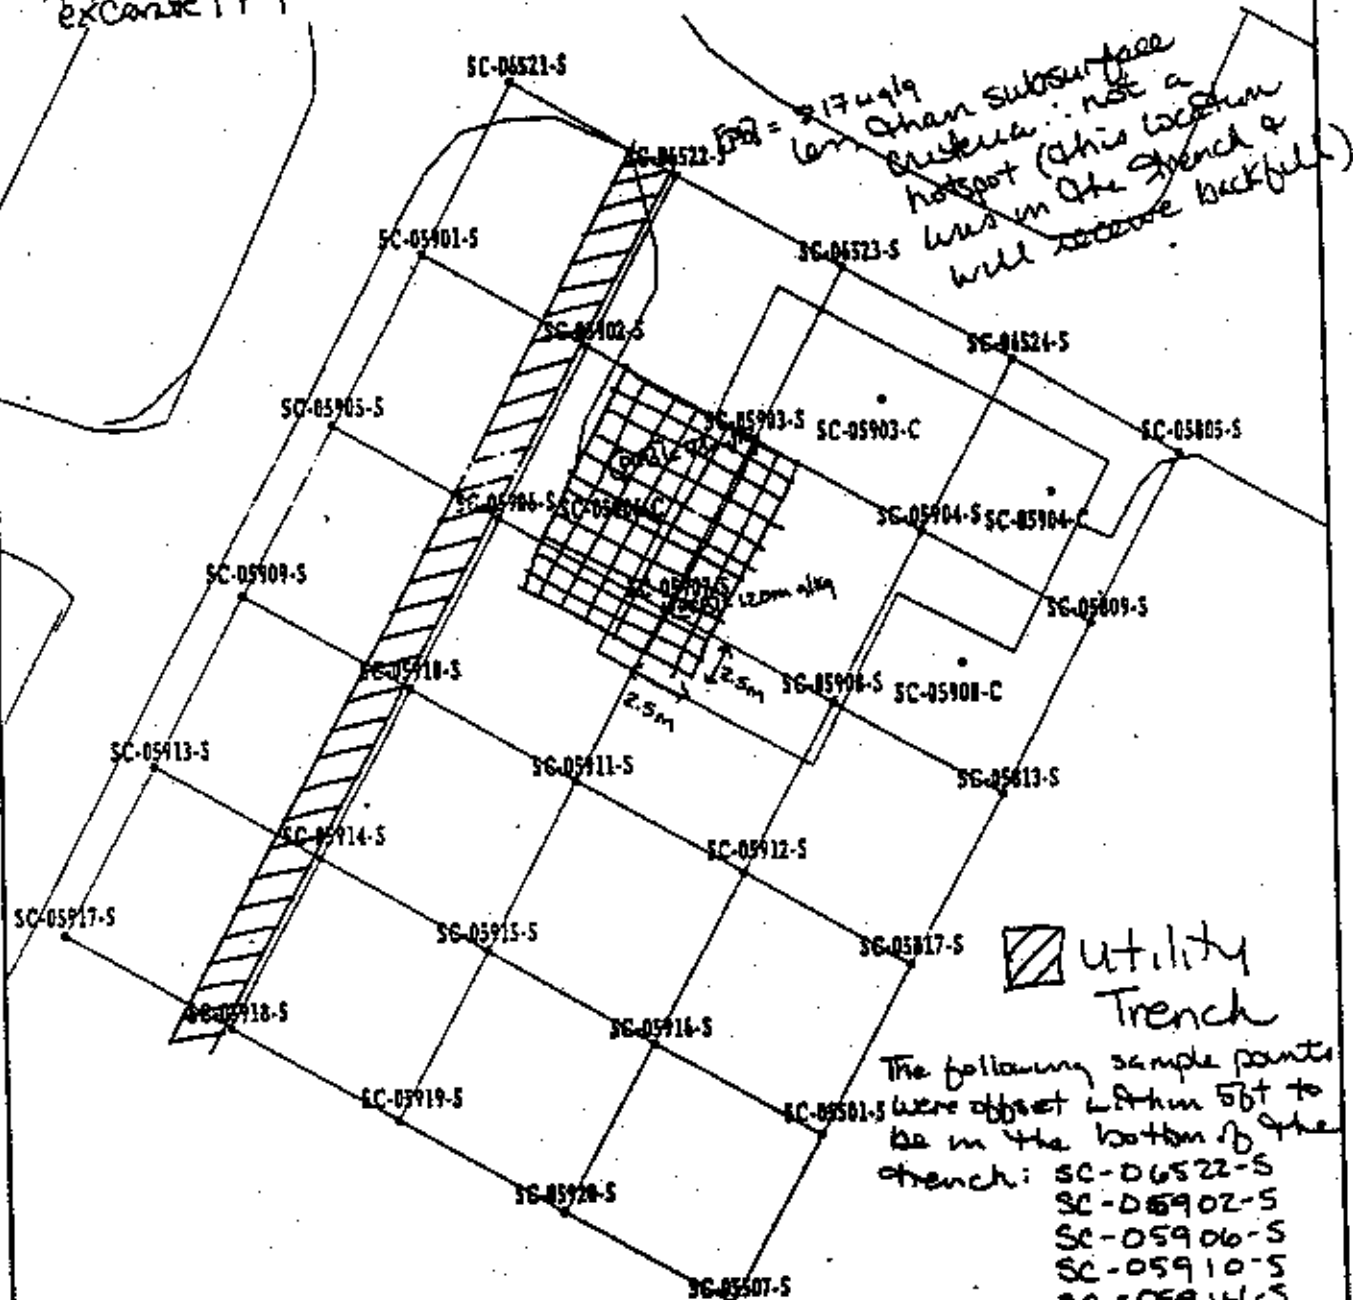 SC-06521-S
SC-06522-S
[Pb] = 217 ug/g
less than subsurface
criteria ∴ not a
hotspot (this location
was in the trench &
will receive backfill)
SC-05901-S
SC-06523-S
SC-05902-S
SC-06524-S
SC-05905-S
SC-05903-S
SC-05903-C
SC-05805-S
SC-05906-S
SC-05904-S
SC-05904-C
SC-05909-S
SC-05809-S
SC-05910-S
2.5m
2.5m
SC-05908-S
SC-05908-C
SC-05913-S
SC-05911-S
SC-05813-S
SC-05914-S
SC-05912-S
SC-05917-S
SC-05915-S
SC-05817-S
utility
Trench
SC-05918-S
SC-05916-S
The following sample points
were offset within 5ft to
be in the bottom of the
trench: SC-06522-S
SC-05902-S
SC-05906-S
SC-05910-S
SC-05914-S
SC-05919-S
SC-05501-S
SC-05920-S
SC-05507-S